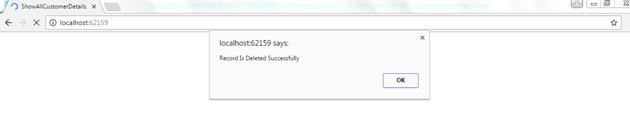 ShowAllCustomerDetails
localhost:62159
localhost:62159 says:
Record Is Deleted Successfully
OK